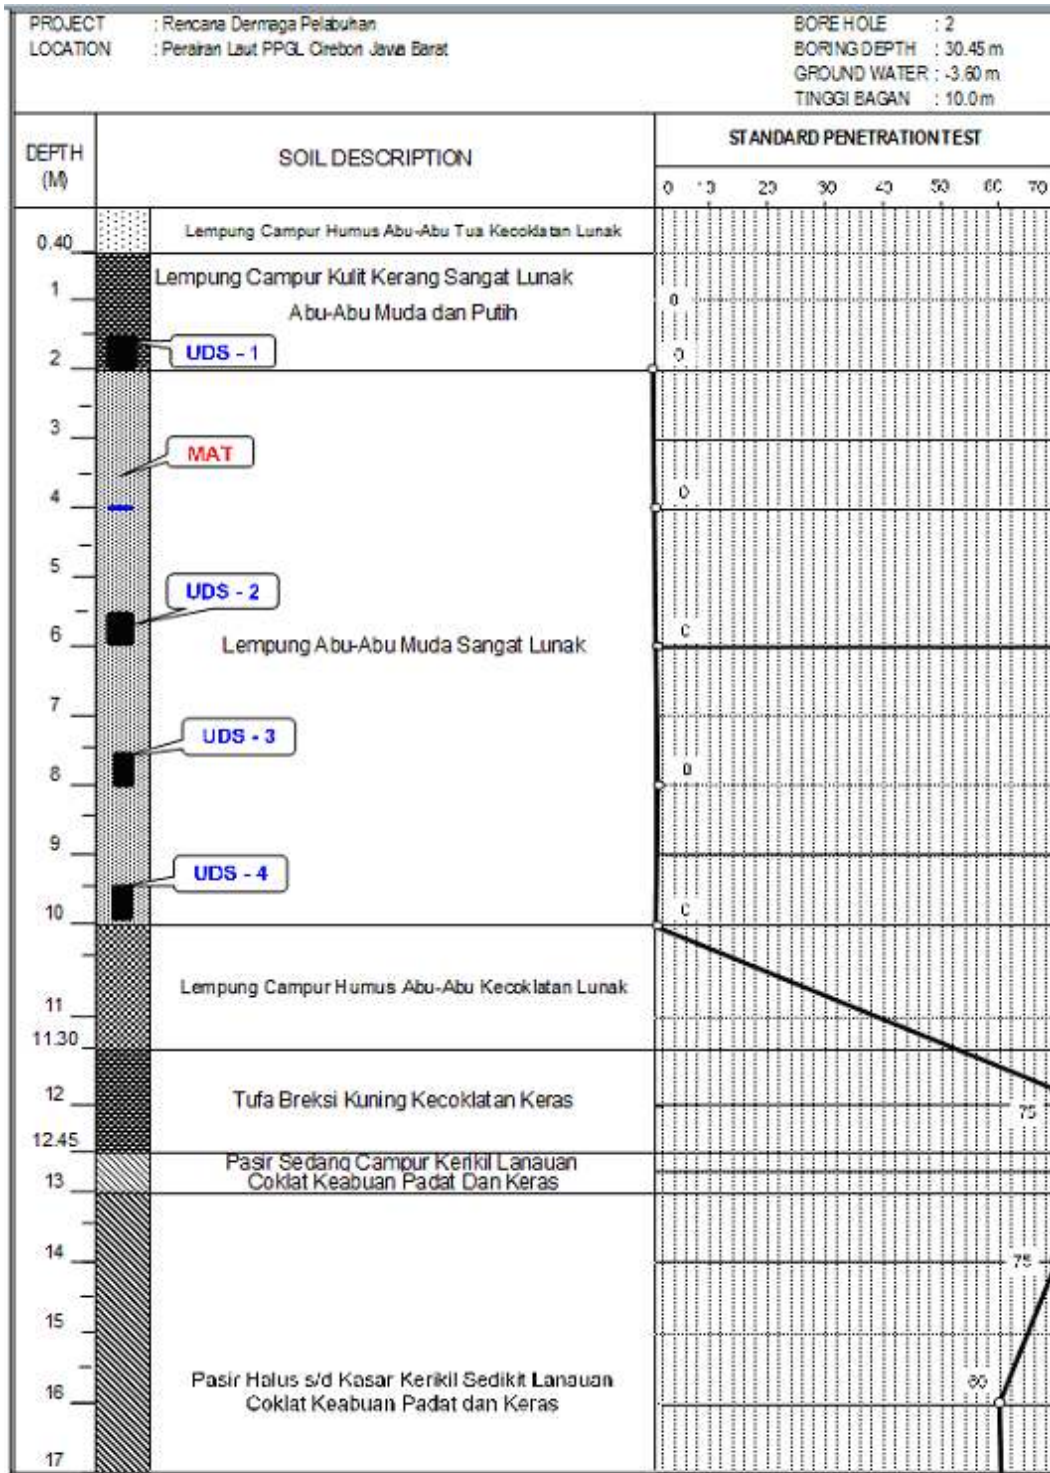 PROJECT : Rencana Dermaga Pelabuhan
LOCATION : Perairan Laut PPGL Cirebon Jawa Barat
BORE HOLE : 2
BORING DEPTH : 30.45 m
GROUND WATER : -3.60 m
TINGGI BAGAN : 10.0 m
DEPTH (M)
SOIL DESCRIPTION
STANDARD PENETRATION TEST
0 10 20 30 40 50 60 70
0.40
Lempung Campur Humus Abu-Abu Tua Kecoklatan Lunak
Lempung Campur Kulit Kerang Sangat Lunak
1
0
Abu-Abu Muda dan Putih
UDS - 1
2
0
3
MAT
4
0
5
UDS - 2
6
0
Lempung Abu-Abu Muda Sangat Lunak
7
UDS - 3
8
0
9
UDS - 4
10
0
Lempung Campur Humus Abu-Abu Kecoklatan Lunak
11
11.30
12
Tufa Breksi Kuning Kecoklatan Keras
75
12.45
Pasir Sedang Campur Kerikil Lanauan
13
Coklat Keabuan Padat Dan Keras
14
75
15
Pasir Halus s/d Kasar Kerikil Sedikit Lanauan
60
16
Coklat Keabuan Padat dan Keras
17